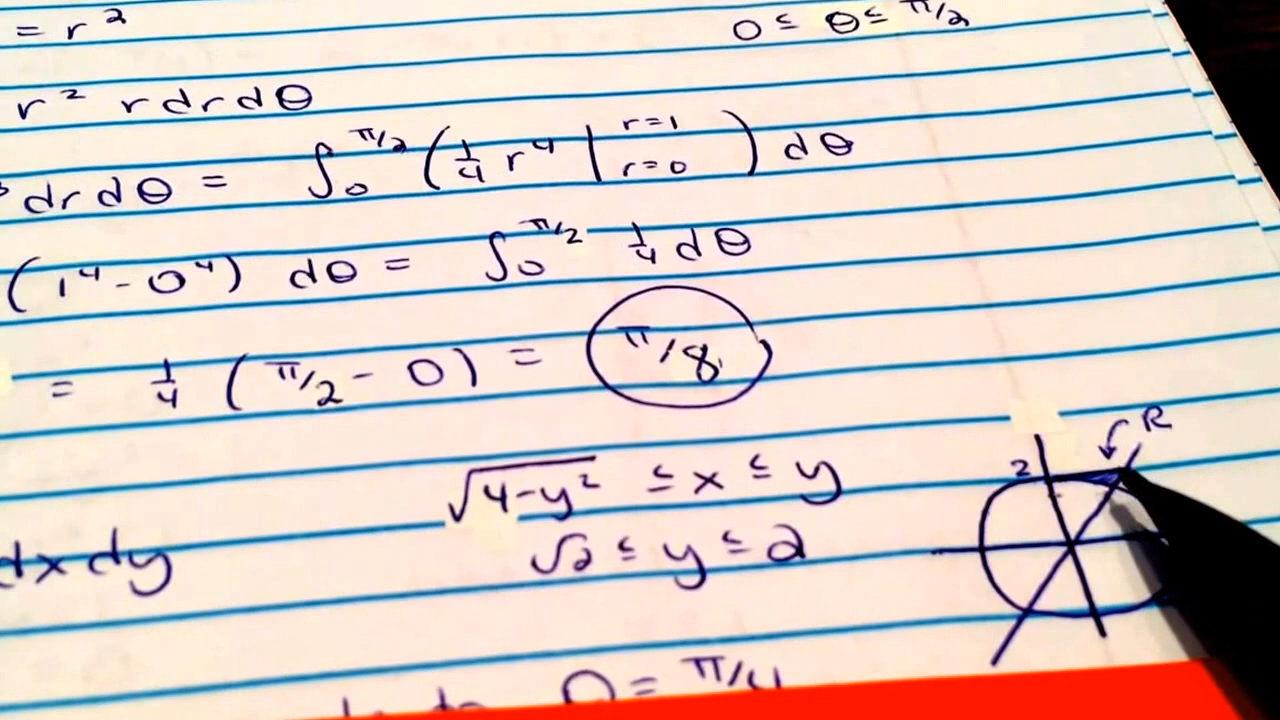 = r²
0 ≤ θ ≤ π/2
r² r dr dθ
dr dθ = ∫₀^π/2 (1/4 r⁴ | r=1 r=0) dθ
(1⁴ - 0⁴) dθ = ∫₀^π/2 1/4 dθ
= 1/4 (π/2 - 0) = π/8
√4-y² ≤ x ≤ y
√2 ≤ y ≤ 2
dx dy
2
R
θ = π/4